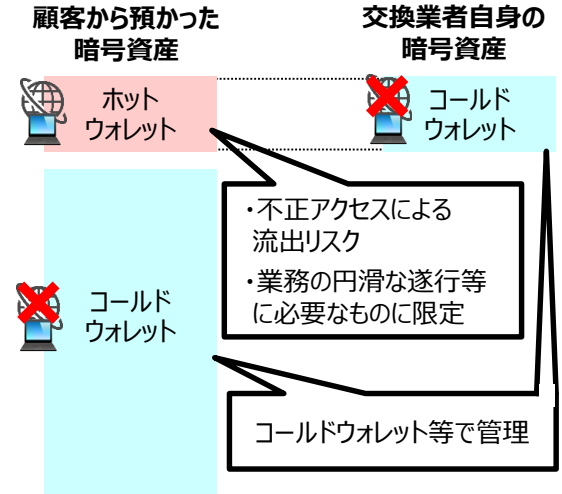 顧客から預かった
暗号資産
交換業者自身の
暗号資産
ホット
ウォレット
コールド
ウォレット
・不正アクセスによる
流出リスク
・業務の円滑な遂行等
に必要なものに限定
コールド
ウォレット
コールドウォレット等で管理